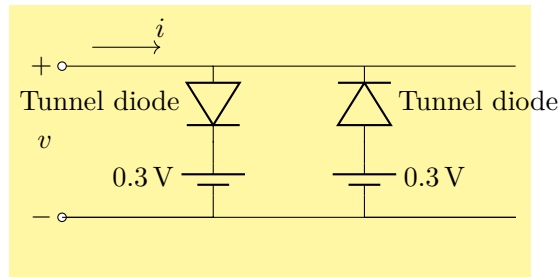 i
+
Tunnel diode Tunnel diode
v
0.3 V 0.3 V
−